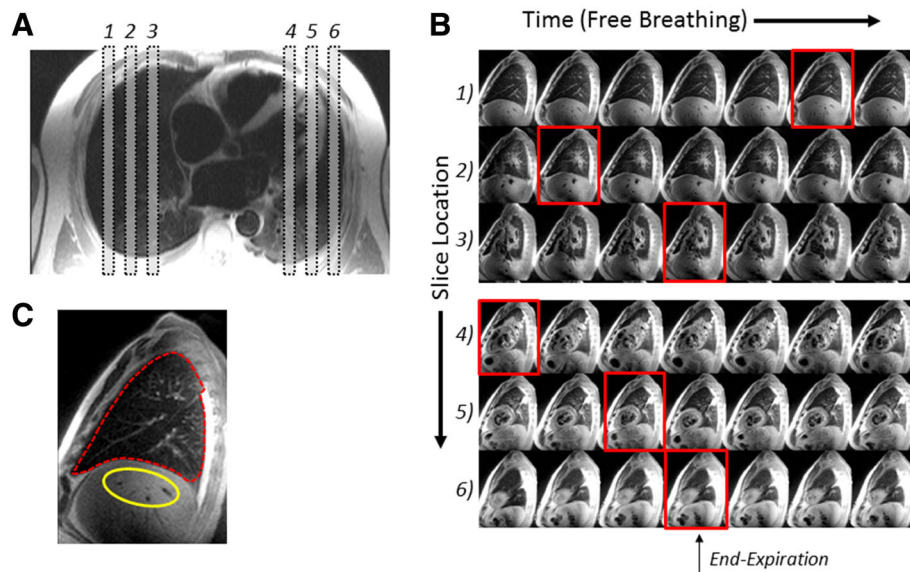 A
1 2 3 4 5 6
B
Time (Free Breathing)
Slice Location
1)
2)
3)
4)
5)
6)
End-Expiration
C